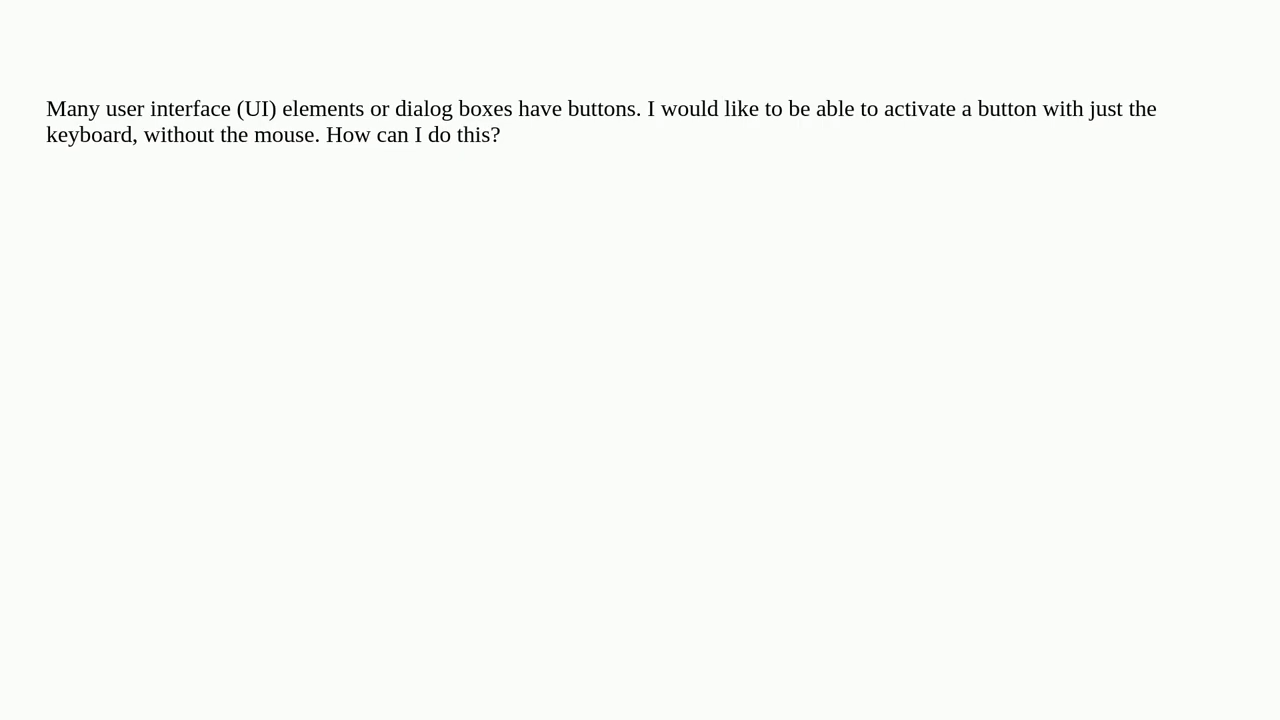 Many user interface (UI) elements or dialog boxes have buttons. I would like to be able to activate a button with just the
keyboard, without the mouse. How can I do this?